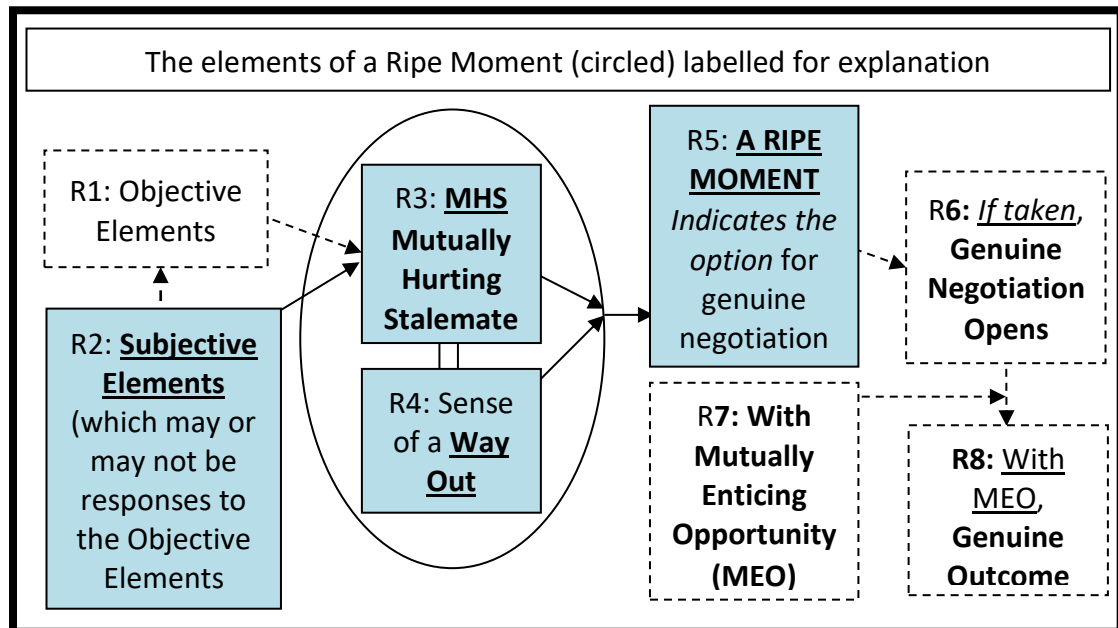 The elements of a Ripe Moment (circled) labelled for explanation
R1: Objective
Elements
R2: Subjective
Elements
(which may or
may not be
responses to
the Objective
Elements
R3: MHS
Mutually
Hurting
Stalemate
R4: Sense
of a Way
Out
R5: A RIPE
MOMENT
Indicates the
option for
genuine
negotiation
R6: If taken,
Genuine
Negotiation
Opens
R7: With
Mutually
Enticing
Opportunity
(MEO)
R8: With
MEO,
Genuine
Outcome